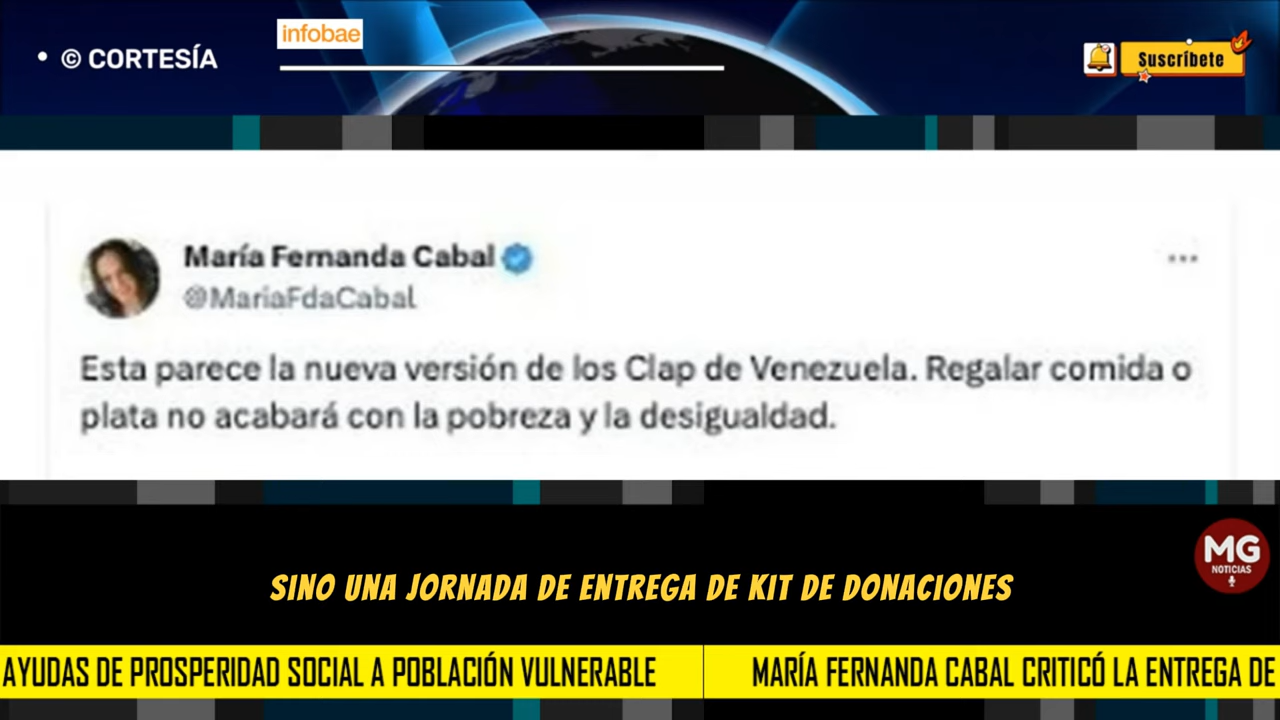 • © CORTESÍA
infobae
Suscríbete
María Fernanda Cabal
@MariaFdaCabal
Esta parece la nueva versión de los Clap de Venezuela. Regalar comida o
plata no acabará con la pobreza y la desigualdad.
SINO UNA JORNADA DE ENTREGA DE KIT DE DONACIONES
MG
NOTICIAS
AYUDAS DE PROSPERIDAD SOCIAL A POBLACIÓN VULNERABLE
MARÍA FERNANDA CABAL CRITICÓ LA ENTREGA DE